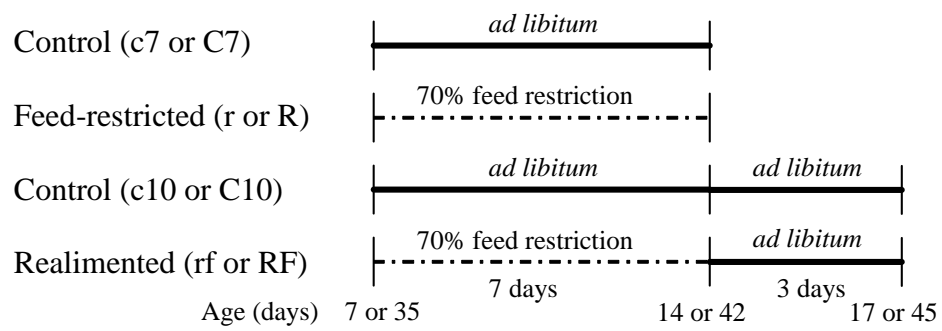 ad libitum
Control (c7 or C7)
70% feed restriction
Feed-restricted (r or R)
ad libitum ad libitum
Control (c10 or C10)
70% feed restriction ad libitum
Realimented (rf or RF)
7 days 3 days
Age (days) 7 or 35 14 or 42 17 or 45